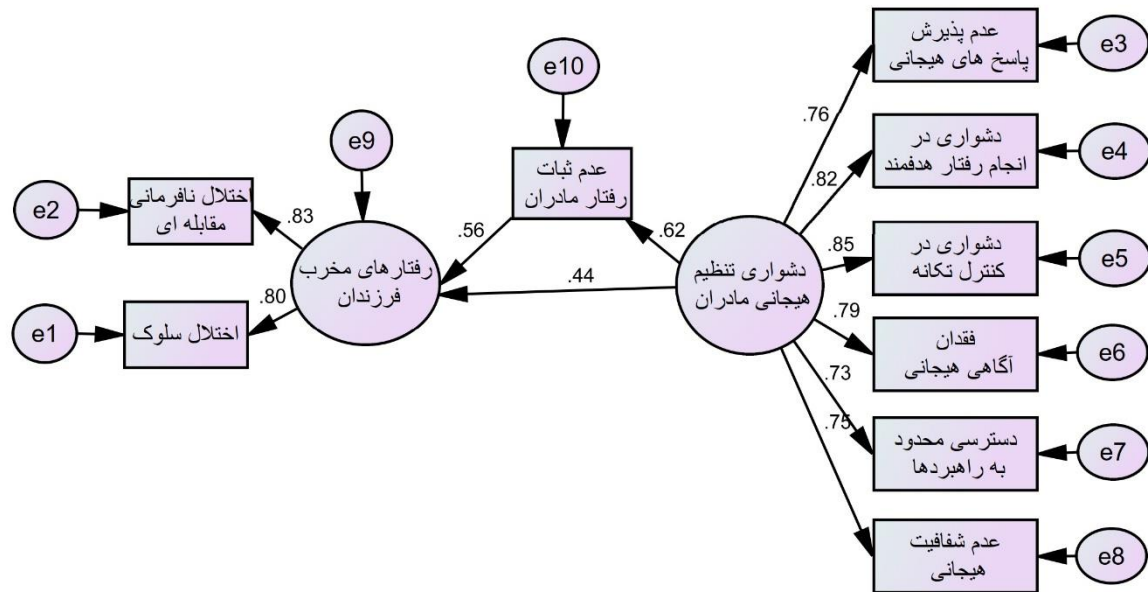 e3
عدم پذیرش
پاسخ های هیجانی
e10
.76
دشواری در
انجام رفتار هدفمند
e4
.82
e9
عدم ثبات
رفتار مادران
e2
اختلال نافرمانی
مقابله ای
.83
.56
.62
دشواری در
کنترل تکانه
e5
.85
رفتارهای مخرب
فرزندان
.44
دشواری تنظیم
هیجانی مادران
.79
e1
اختلال سلوک
.80
فقدان
آگاهی هیجانی
e6
.73
.75
دسترسی محدود
به راهبردها
e7
عدم شفافیت
هیجانی
e8